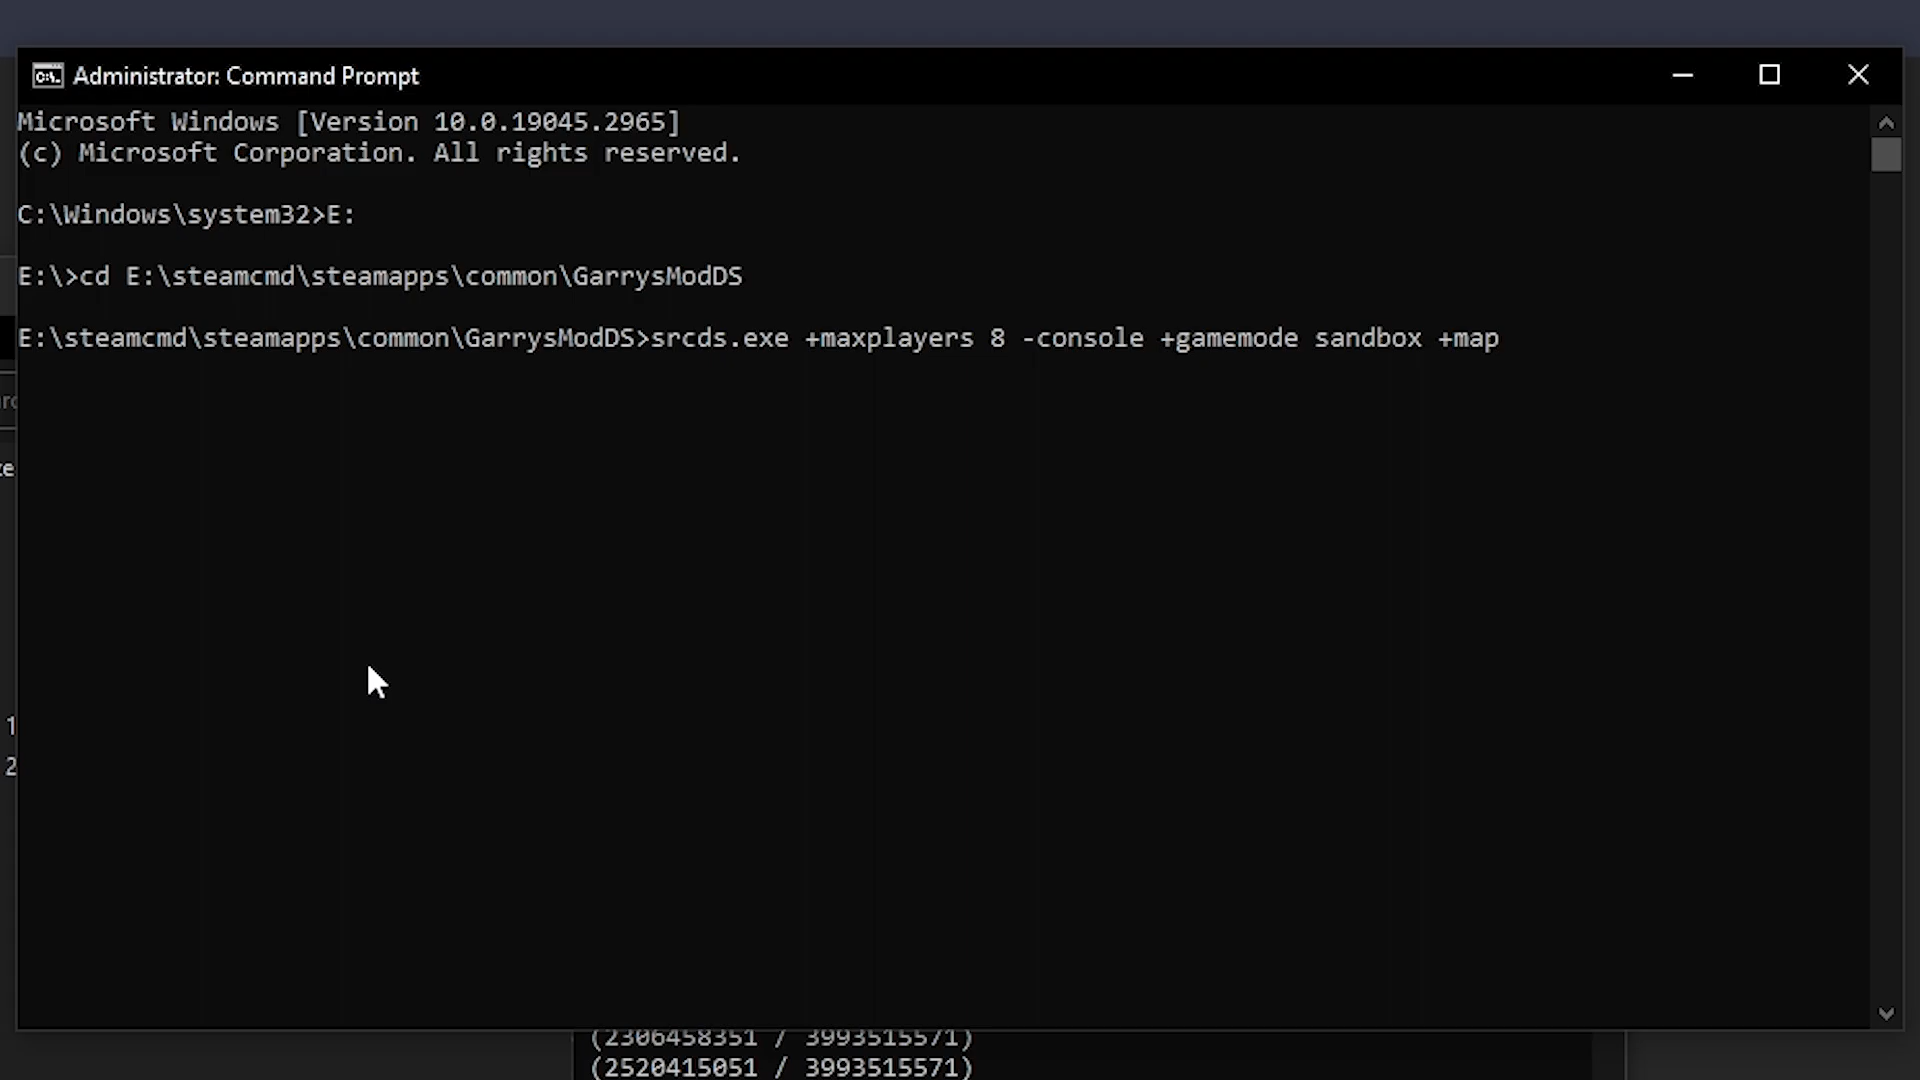 Administrator: Command Prompt
Microsoft Windows [Version 10.0.19045.2965]
(c) Microsoft Corporation. All rights reserved.
C:\Windows\system32>E:
E:\>cd E:\steamcmd\steamapps\common\GarrysModDS
E:\steamcmd\steamapps\common\GarrysModDS>srcds.exe +maxplayers 8 -console +gamemode sandbox +map
1
2
(2306458351 / 3993515571)
(2520415051 / 3993515571)